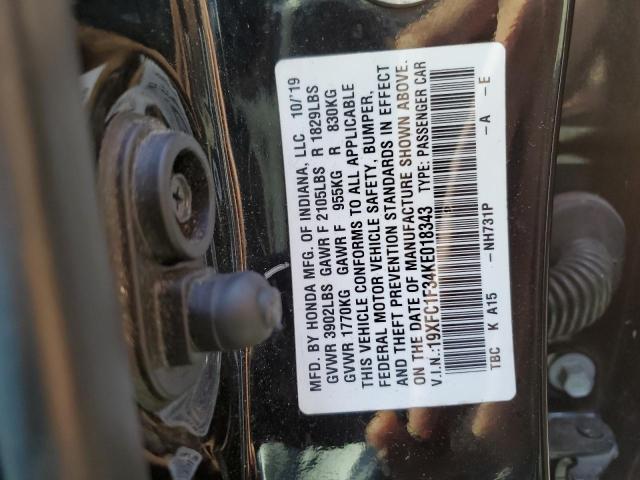 MFD. BY HONDA MFG. OF INDIANA, LLC 10/'19
GVWR 3902LBS GAWR F 2105LBS R 1829LBS
GVWR 1770KG GAWR F 955KG R 830KG
THIS VEHICLE CONFORMS TO ALL APPLICABLE
FEDERAL MOTOR VEHICLE SAFETY, BUMPER,
AND THEFT PREVENTION STANDARDS IN EFFECT
ON THE DATE OF MANUFACTURE SHOWN ABOVE.
V.I.N.:19XFC1F34KE018343 TYPE: PASSENGER CAR
TBC K A15 -NH731P -A -E